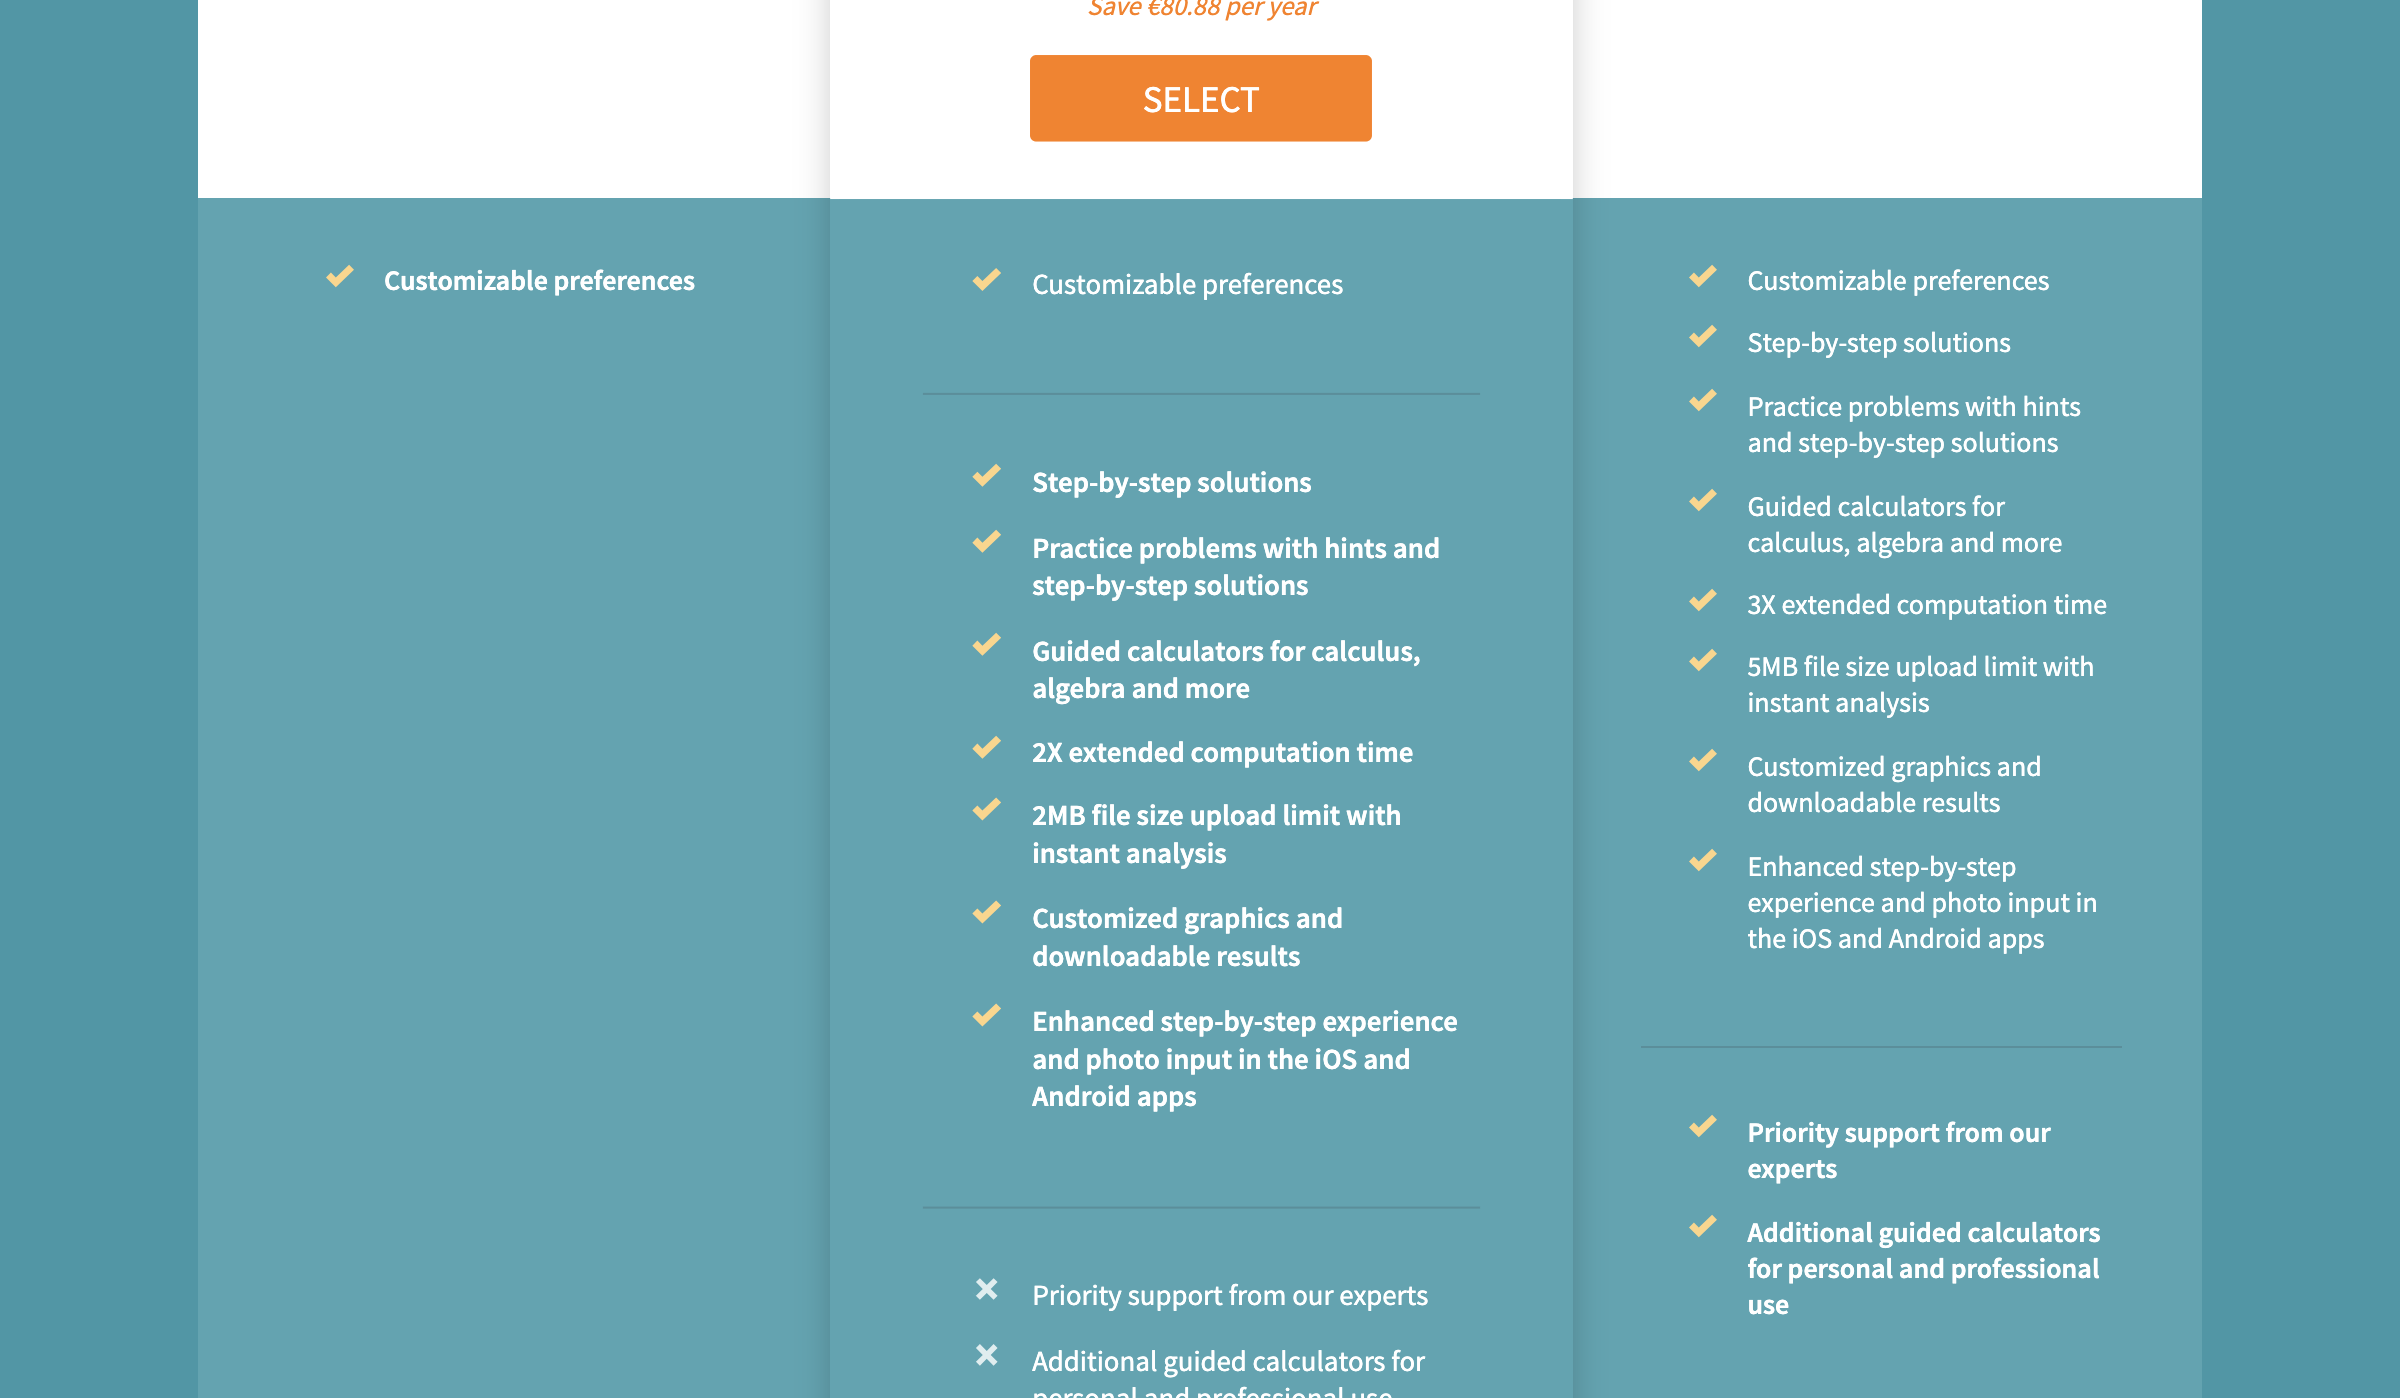 Save €80.88 per year
SELECT
Customizable preferences
Customizable preferences
Step-by-step solutions
Practice problems with hints and
step-by-step solutions
Guided calculators for calculus,
algebra and more
2X extended computation time
2MB file size upload limit with
instant analysis
Customized graphics and
downloadable results
Enhanced step-by-step experience
and photo input in the iOS and
Android apps
Priority support from our experts
Additional guided calculators for
personal and professional use
Customizable preferences
Step-by-step solutions
Practice problems with hints
and step-by-step solutions
Guided calculators for
calculus, algebra and more
3X extended computation time
5MB file size upload limit with
instant analysis
Customized graphics and
downloadable results
Enhanced step-by-step
experience and photo input in
the iOS and Android apps
Priority support from our
experts
Additional guided calculators
for personal and professional
use